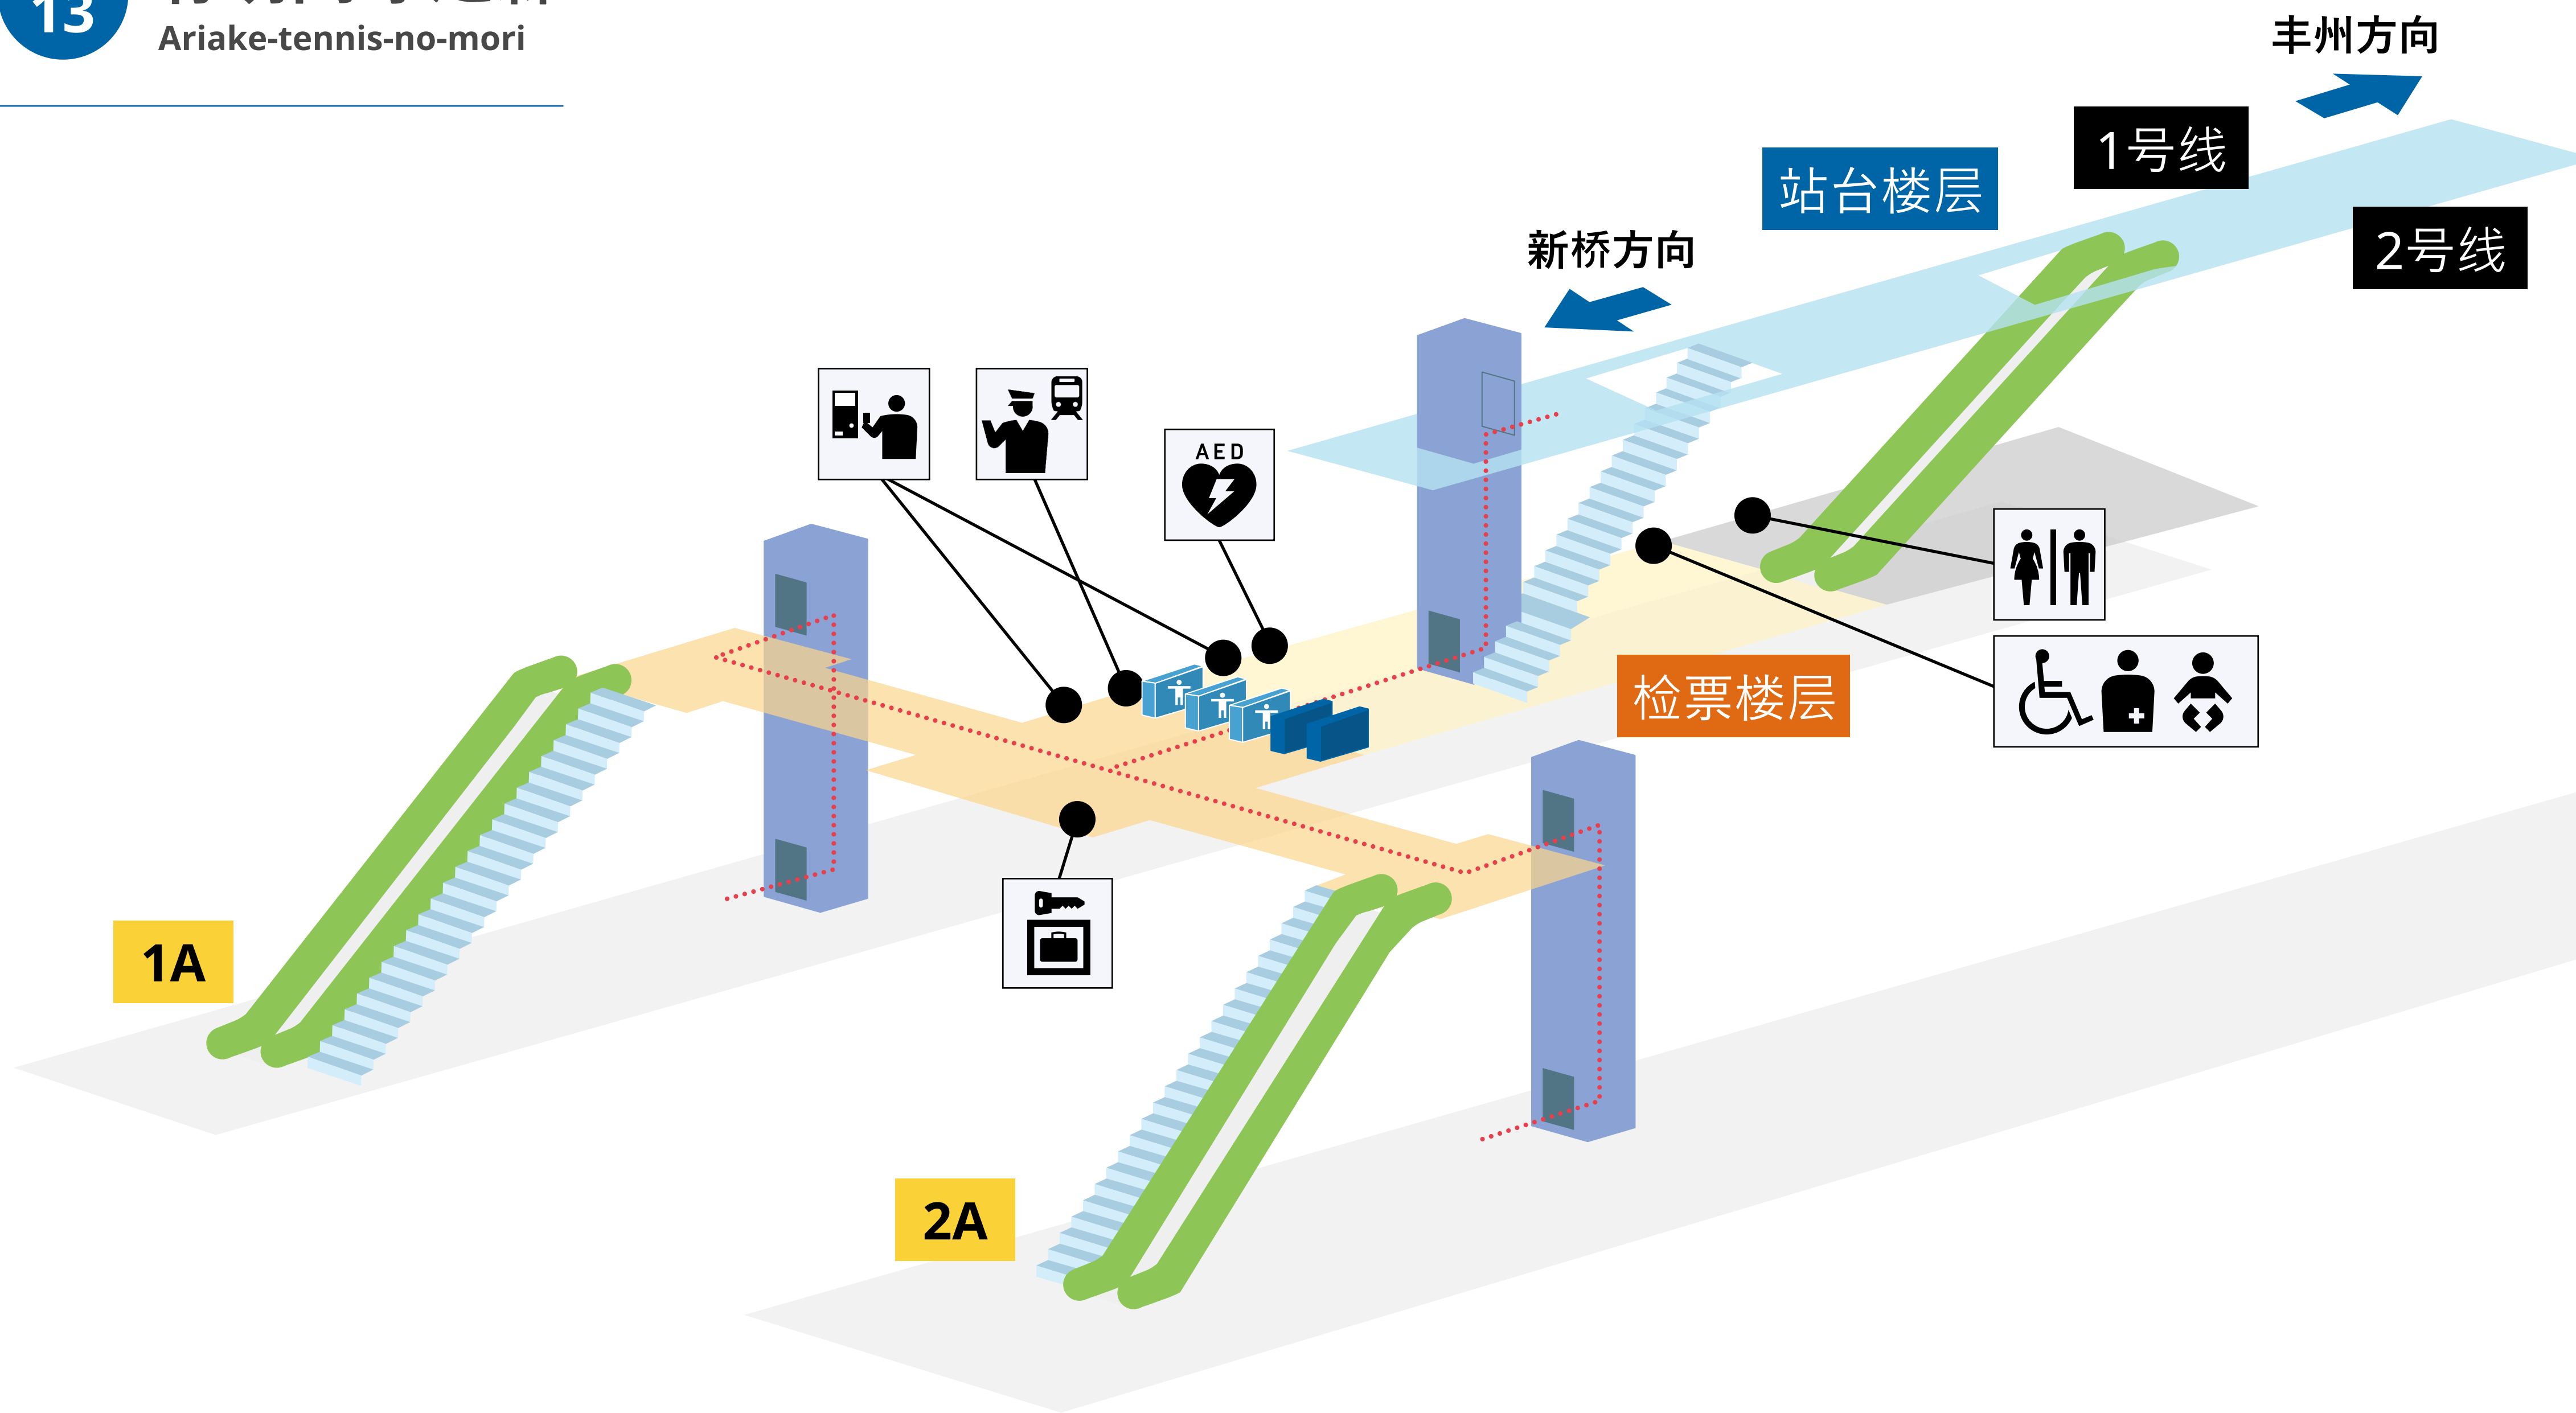 13
Ariake-tennis-no-mori
丰州方向
1号线
站台楼层
2号线
新桥方向
AED
检票楼层
1A
2A